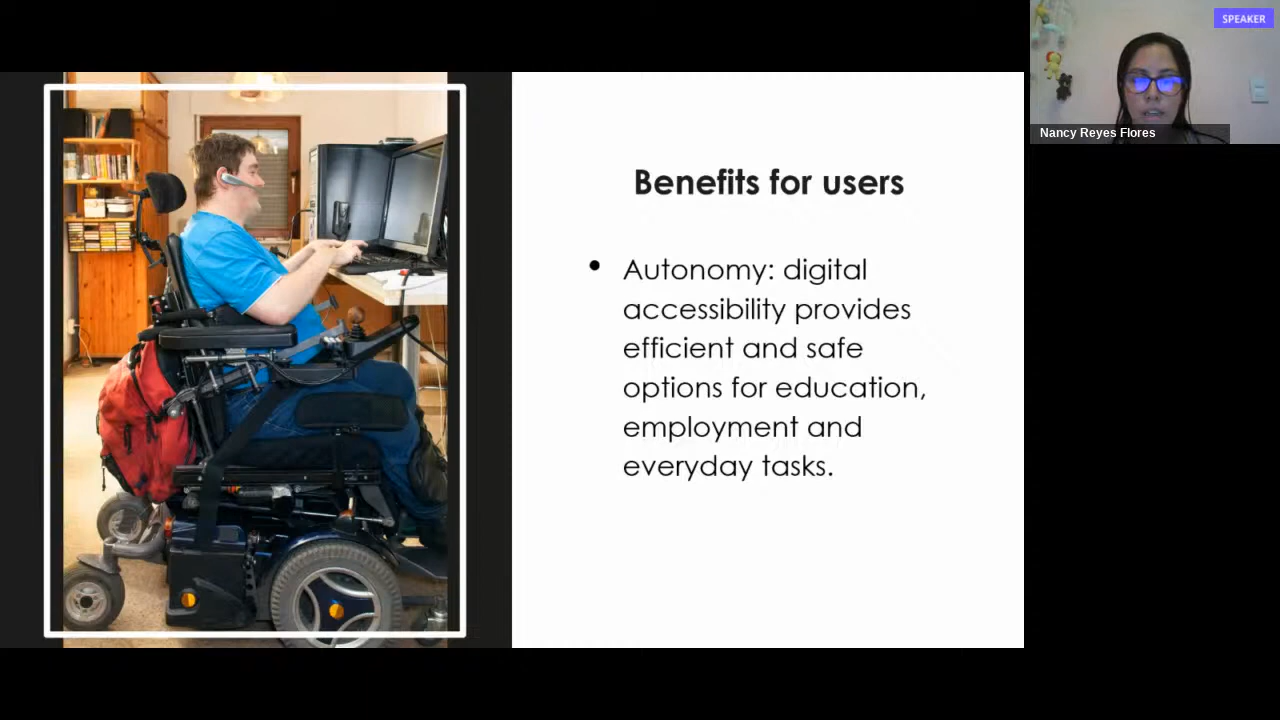 SPEAKER
Nancy Reyes Flores
Benefits for users
• Autonomy: digital
accessibility provides
efficient and safe
options for education,
employment and
everyday tasks.